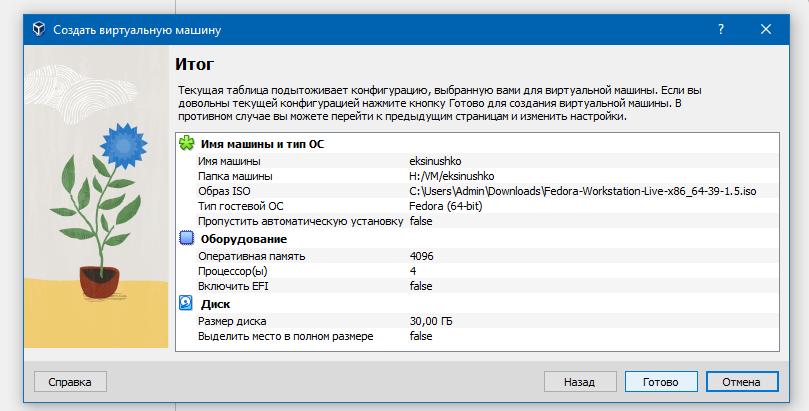 Создать виртуальную машину
?
Итог
Текущая таблица подытоживает конфигурацию, выбранную вами для виртуальной машины. Если вы
довольны текущей конфигурацией нажмите кнопку Готово для создания виртуальной машины. В
противном случае вы можете перейти к предыдущим страницам и изменить настройки.
Имя машины и тип ОС
Имя машины eksinushko
Папка машины H:/VM/eksinushko
Образ ISO C:\Users\Admin\Downloads\Fedora-Workstation-Live-x86_64-39-1.5.iso
Тип гостевой ОС Fedora (64-bit)
Пропустить автоматическую установку false
Оборудование
Оперативная память 4096
Процессор(ы) 4
Включить EFI false
Диск
Размер диска 30,00 ГБ
Выделить место в полном размере false
Справка Назад Готово Отмена